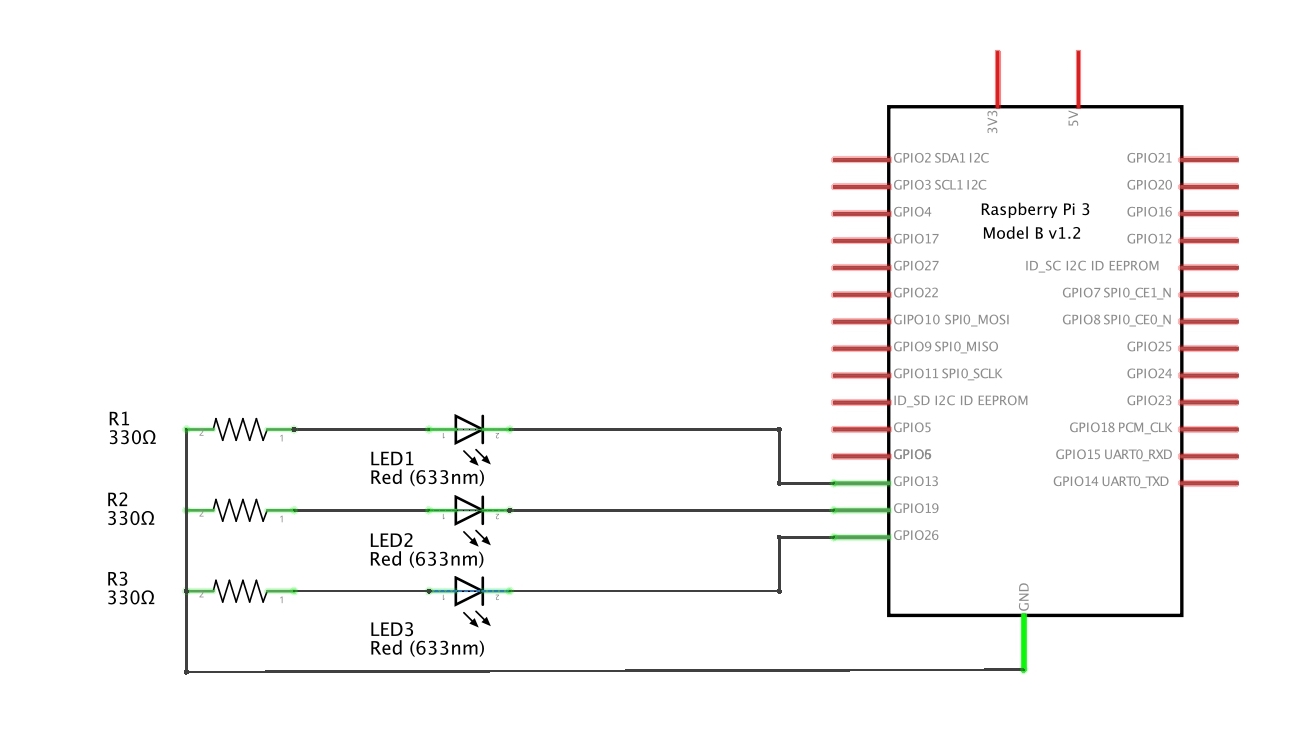 3V3
5V
GPIO2 SDA1 I2C
GPIO21
GPIO3 SCL1 I2C
GPIO20
GPIO4
Raspberry Pi 3
GPIO16
GPIO17
Model B v1.2
GPIO12
GPIO27
ID_SC I2C ID EEPROM
GPIO22
GPIO7 SPI0_CE1_N
GIPO10 SPI0_MOSI
GPIO8 SPI0_CE0_N
GPIO9 SPI0_MISO
GPIO25
GPIO11 SPI0_SCLK
GPIO24
ID_SD I2C ID EEPROM
GPIO23
GPIO5
GPIO18 PCM_CLK
GPIO6
GPIO15 UART0_RXD
GPIO13
GPIO14 UART0_TXD
GPIO19
GPIO26
GND
R1
330Ω
2
1
1
2
LED1
Red (633nm)
R2
330Ω
2
1
1
2
LED2
Red (633nm)
R3
330Ω
2
1
1
2
LED3
Red (633nm)